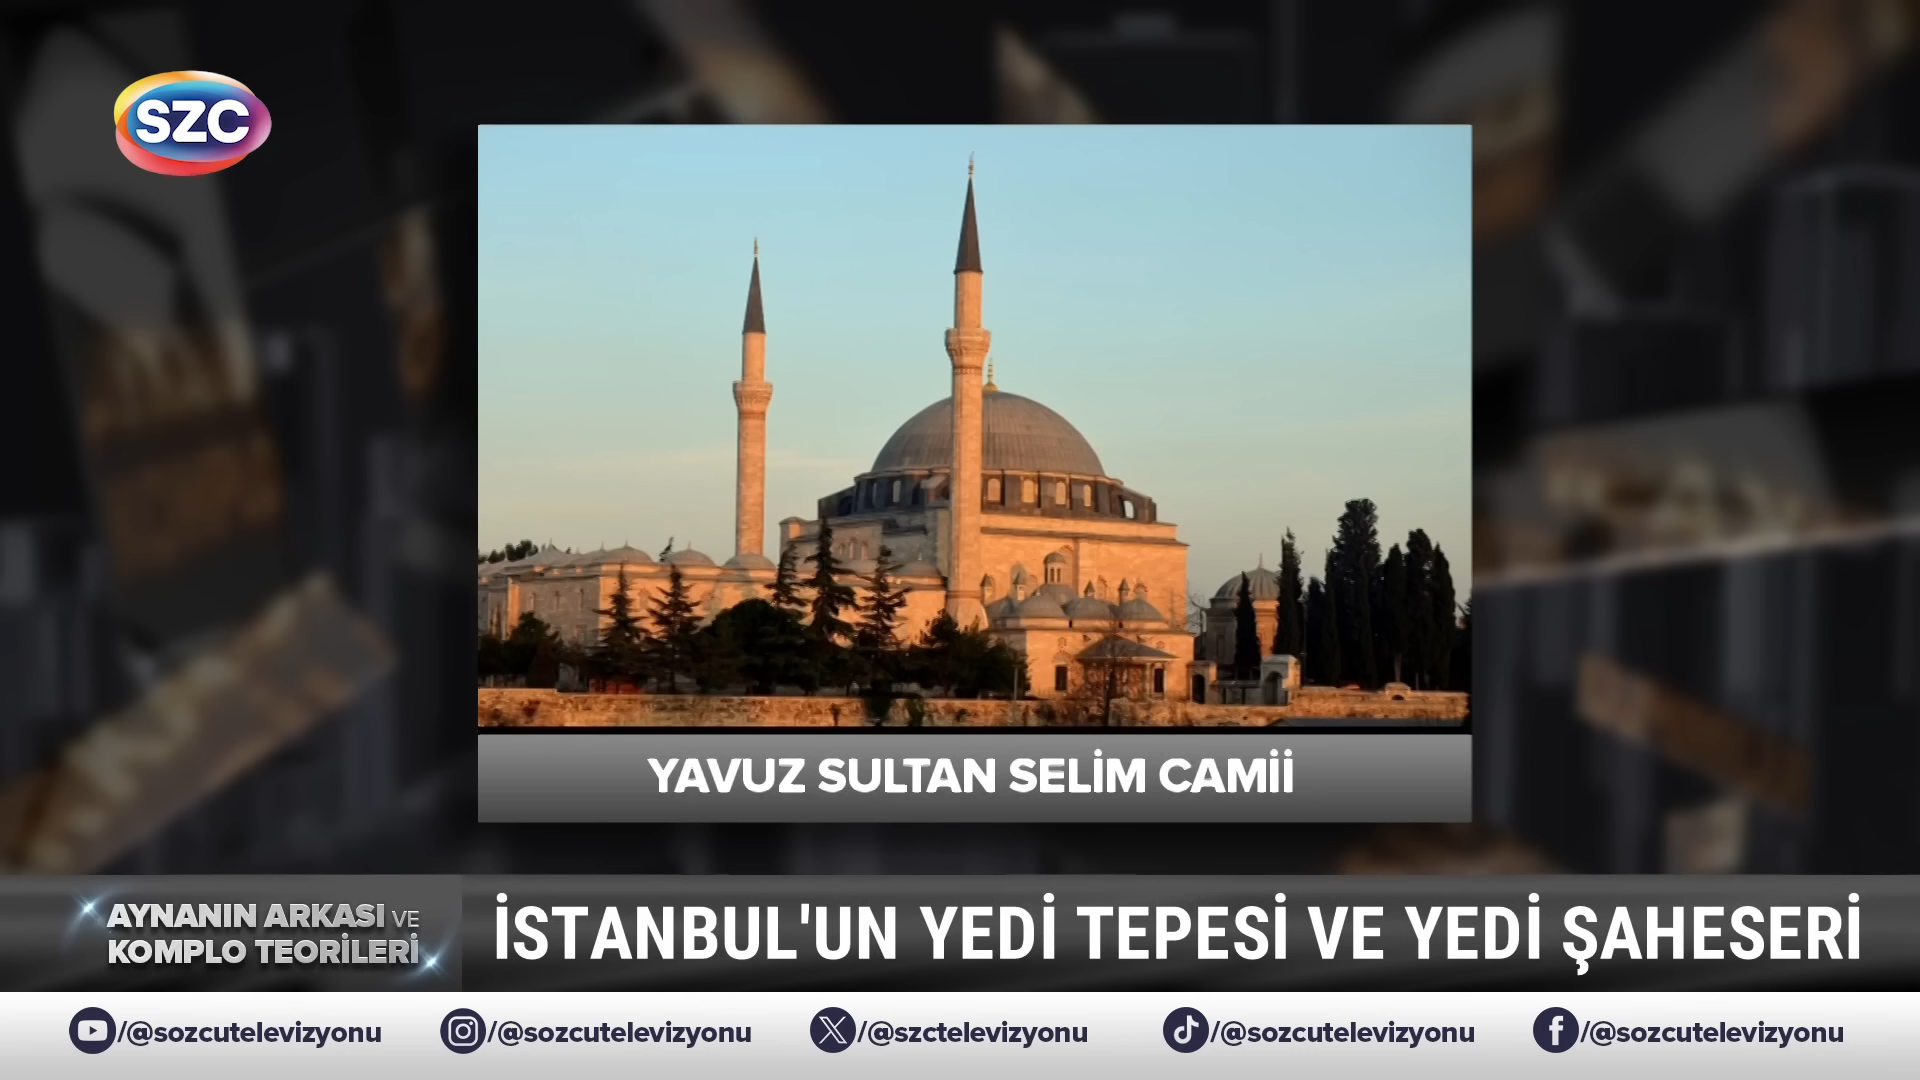 SZC
YAVUZ SULTAN SELİM CAMİİ
AYNANIN ARKASI VE
KOMPLO TEORİLERİ
İSTANBUL'UN YEDİ TEPESİ VE YEDİ ŞAHESERİ
/@sozcutelevizyonu
/@sozcutelevizyonu
/@szctelevizyonu
/@sozcutelevizyonu
/@sozcutelevizyonu